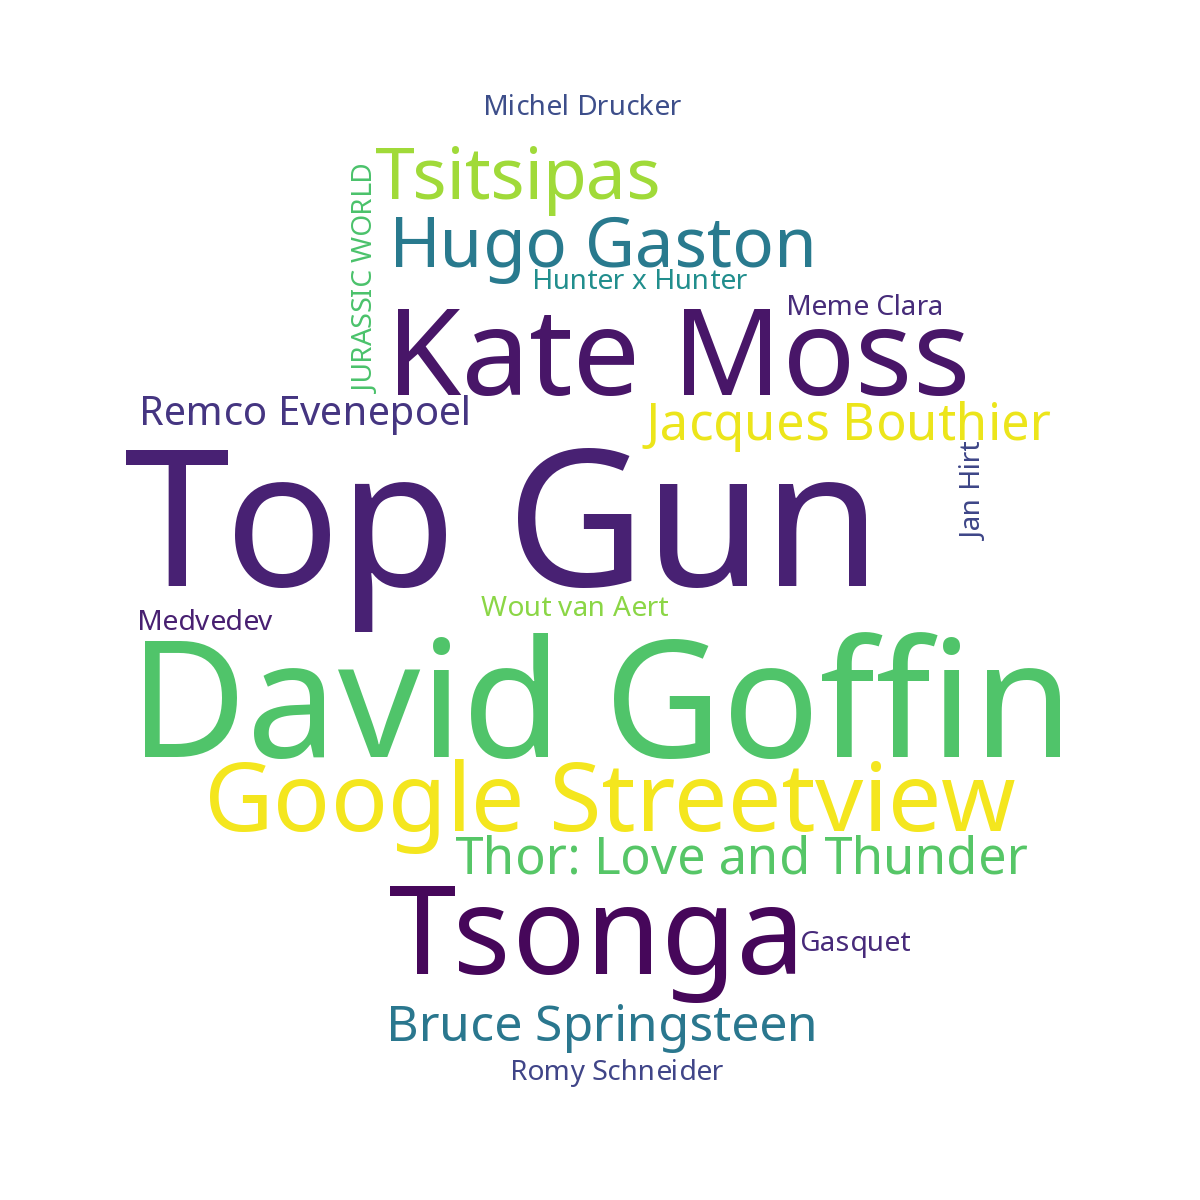 Michel Drucker
Tsitsipas
JURASSIC WORLD
Hugo Gaston
Hunter x Hunter
Meme Clara
Kate Moss
Remco Evenepoel
Jacques Bouthier
Top Gun
Jan Hirt
Wout van Aert
Medvedev
David Goffin
Google Streetview
Thor: Love and Thunder
Tsonga
Gasquet
Bruce Springsteen
Romy Schneider